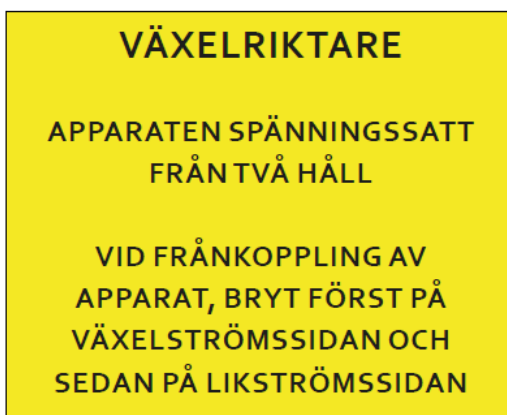 VÄXELRIKTARE
APPARATEN SPÄNNINGSSATT
FRÅN TVÅ HÅLL
VID FRÅNKOPPLING AV
APPARAT, BRYT FÖRST PÅ
VÄXELSTRÖMSSIDAN OCH
SEDAN PÅ LIKSTRÖMSSIDAN